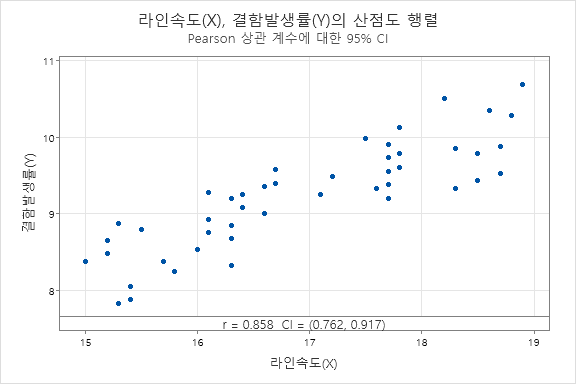 라인속도(X), 결함발생률(Y)의 산점도 행렬
Pearson 상관 계수에 대한 95% CI
11
10
9
8
결함발생률(Y)
r = 0.858 CI = (0.762, 0.917)
15 16 17 18 19
라인속도(X)